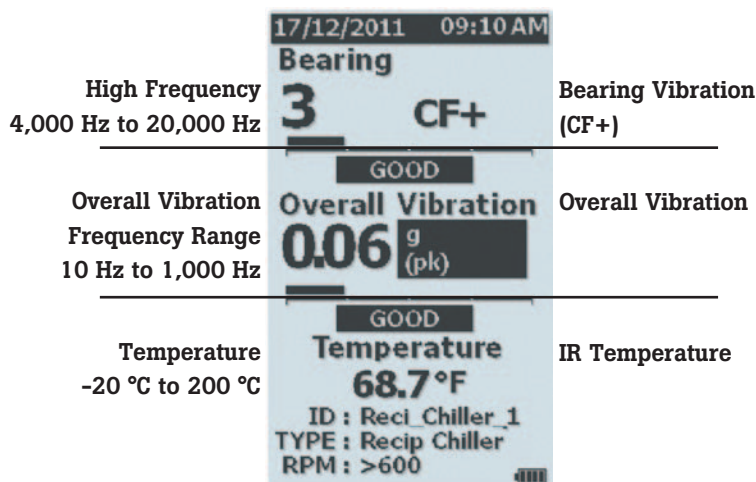 17/12/2011 09:10 AM
Bearing
High Frequency
4,000 Hz to 20,000 Hz
3 CF+
Bearing Vibration
(CF+)
GOOD
Overall Vibration
Frequency Range
10 Hz to 1,000 Hz
Overall Vibration
0.06 g
(pk)
Overall Vibration
GOOD
Temperature
-20 °C to 200 °C
Temperature
68.7 °F
IR Temperature
ID : Reci_Chiller_1
TYPE : Recip Chiller
RPM : >600